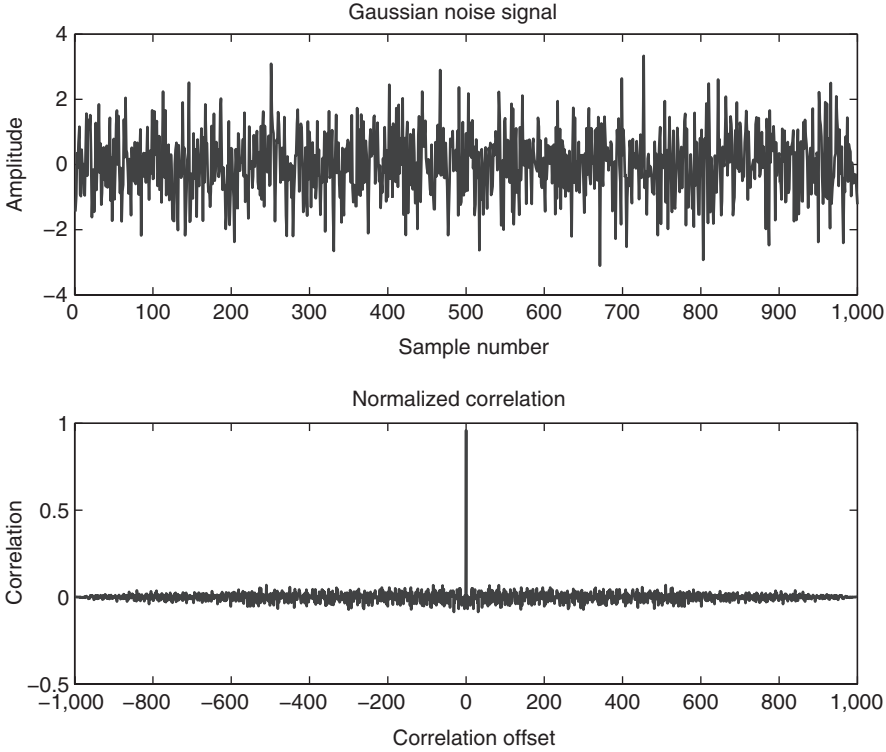 Gaussian noise signal
4
2
0
−2
−4
Amplitude
0 100 200 300 400 500 600 700 800 900 1,000
Sample number
Normalized correlation
1
0.5
0
−0.5
Correlation
−1,000 −800 −600 −400 −200 0 200 400 600 800 1,000
Correlation offset